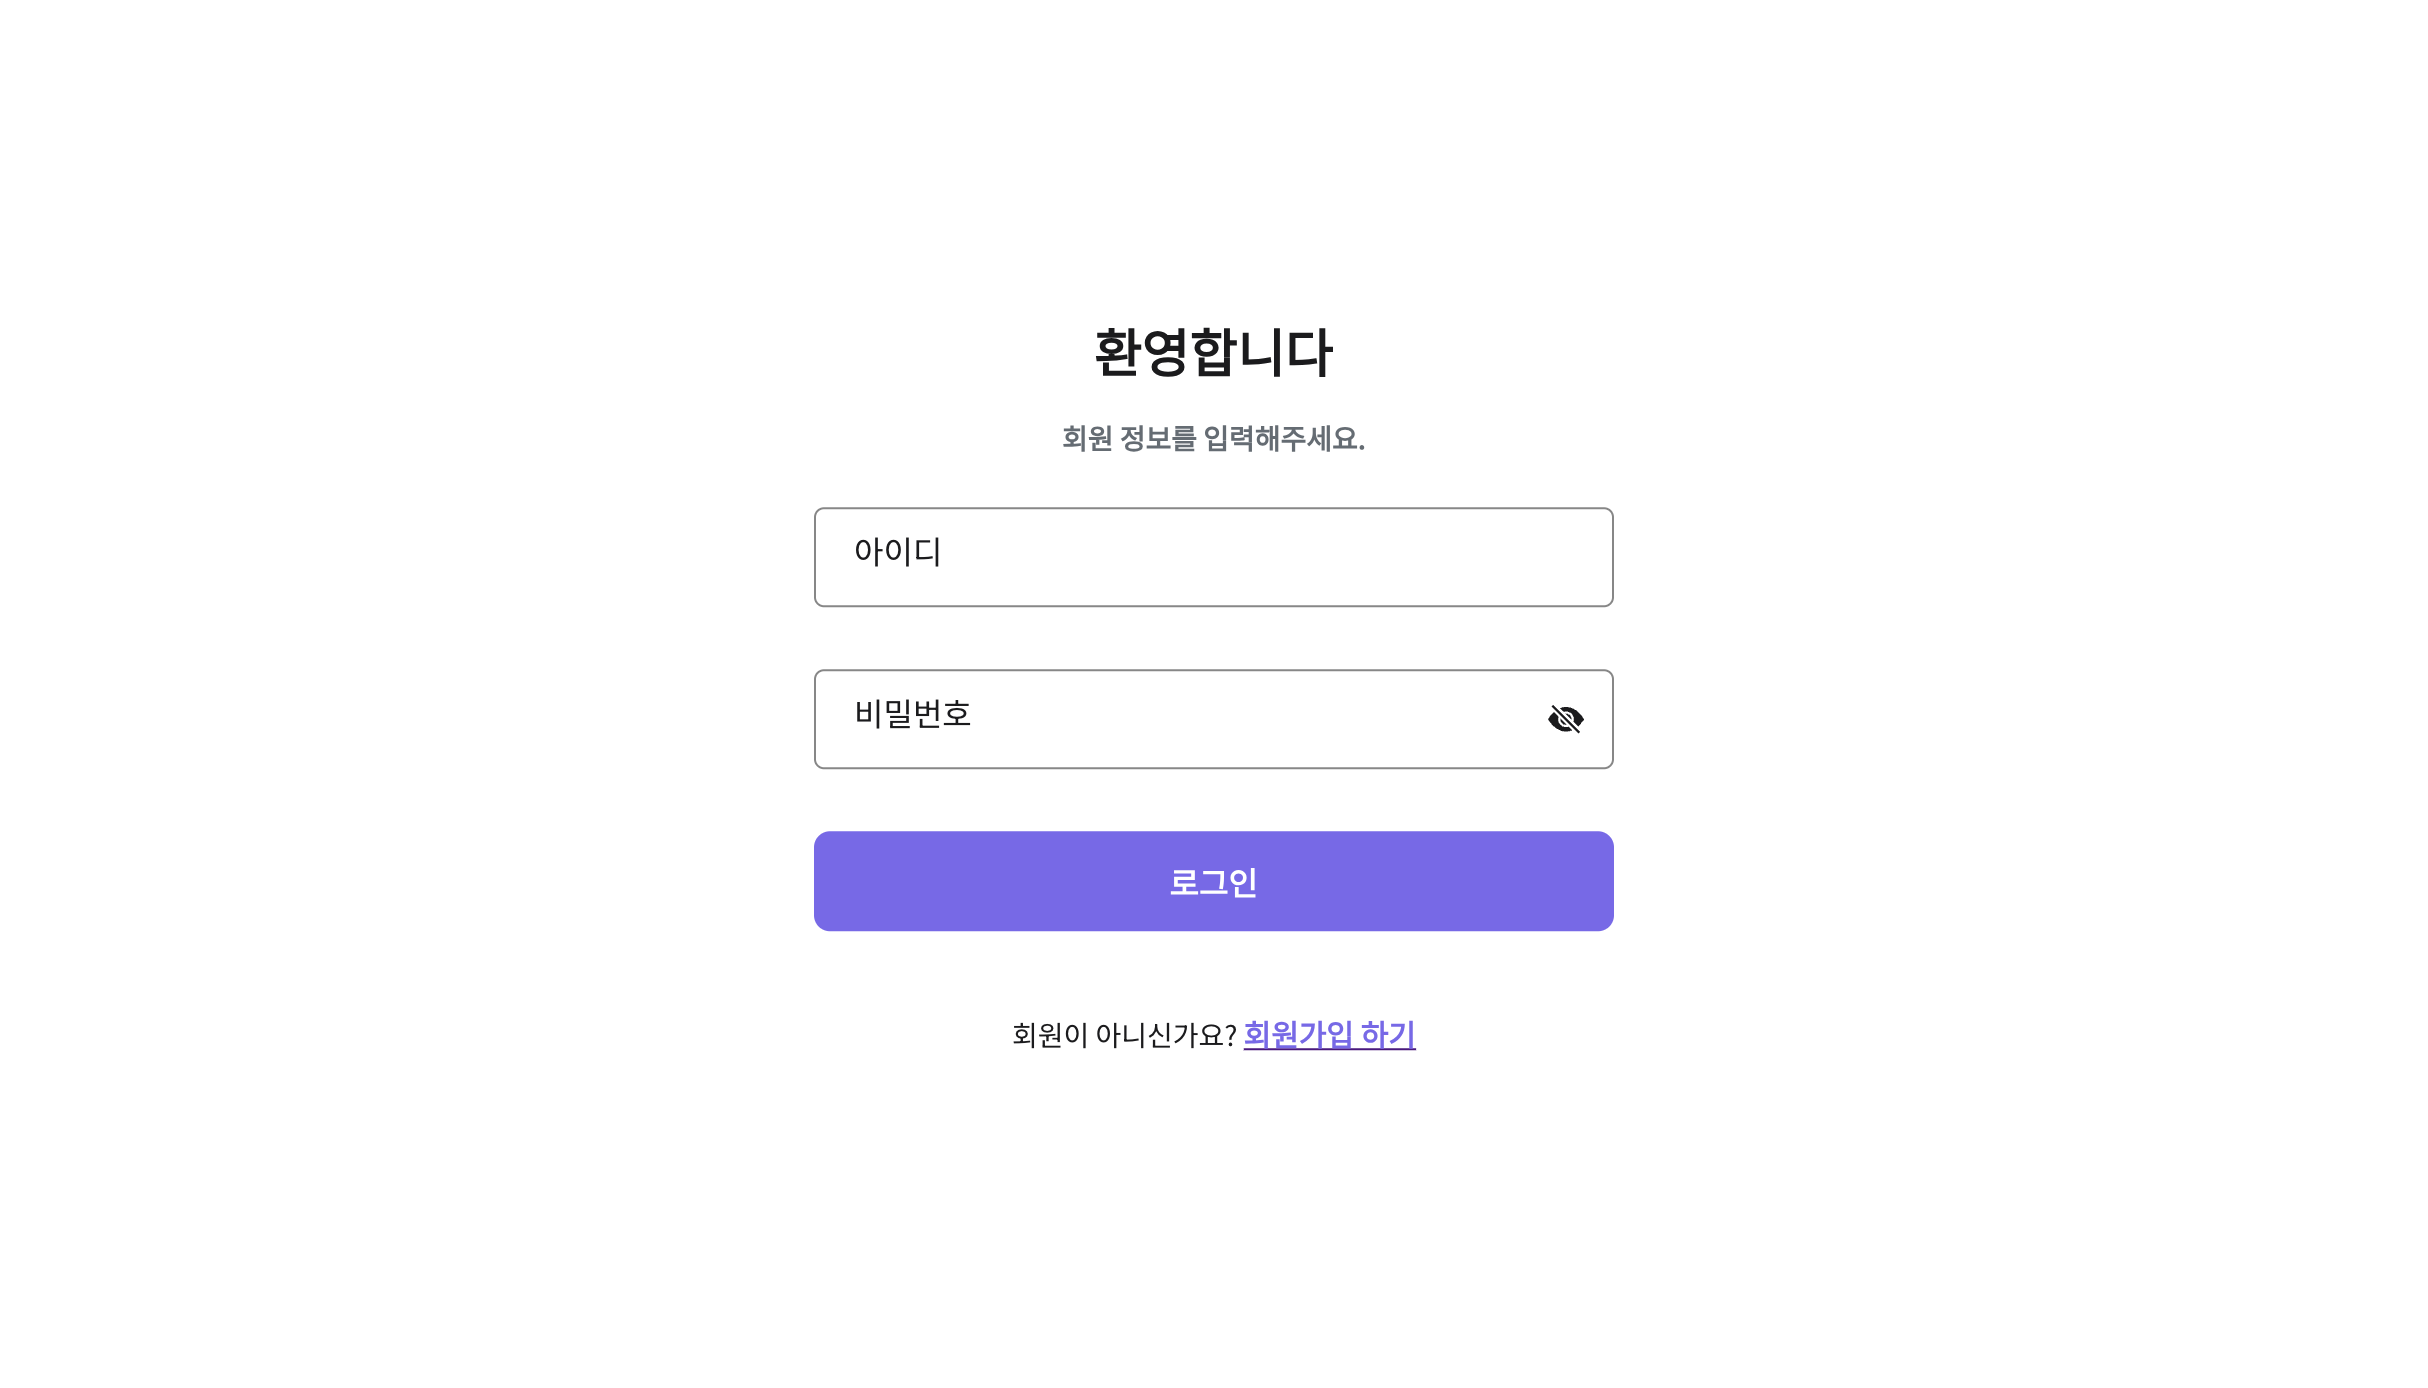 환영합니다
회원 정보를 입력해주세요.
아이디
비밀번호
로그인
회원이 아니신가요? 회원가입 하기